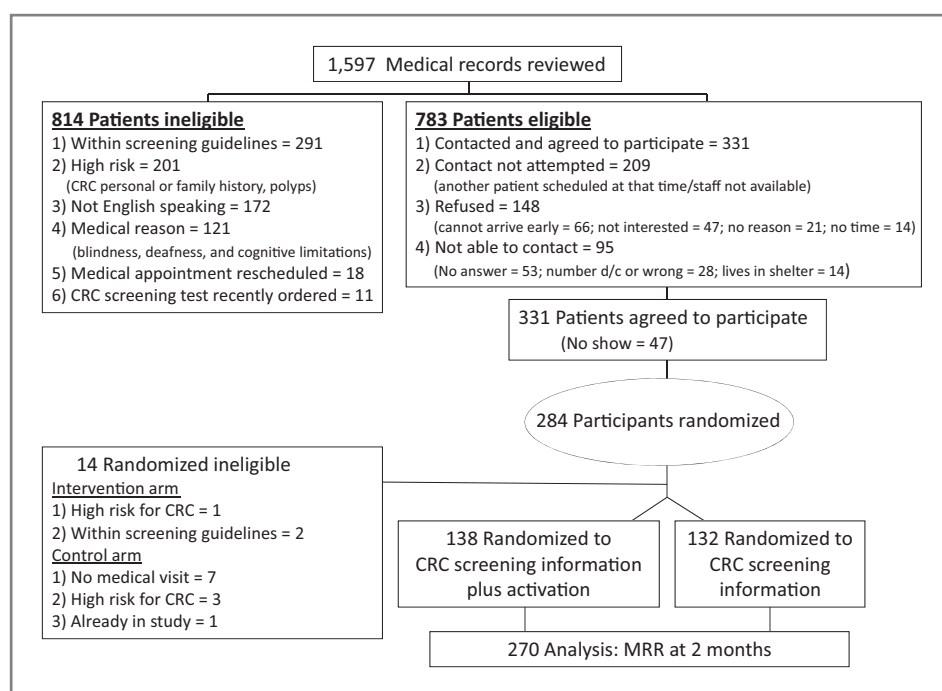 1,597 Medical records reviewed
814 Patients ineligible
1) Within screening guidelines = 291
2) High risk = 201
(CRC personal or family history, polyps)
3) Not English speaking = 172
4) Medical reason = 121
(blindness, deafness, and cognitive limitations)
5) Medical appointment rescheduled = 18
6) CRC screening test recently ordered = 11
783 Patients eligible
1) Contacted and agreed to participate = 331
2) Contact not attempted = 209
(another patient scheduled at that time/staff not available)
3) Refused = 148
(cannot arrive early = 66; not interested = 47; no reason = 21; no time = 14)
4) Not able to contact = 95
(No answer = 53; number d/c or wrong = 28; lives in shelter = 14)
331 Patients agreed to participate
(No show = 47)
284 Participants randomized
14 Randomized ineligible
Intervention arm
1) High risk for CRC = 1
2) Within screening guidelines = 2
Control arm
1) No medical visit = 7
2) High risk for CRC = 3
3) Already in study = 1
138 Randomized to
CRC screening information
plus activation
132 Randomized to
CRC screening
information
270 Analysis: MRR at 2 months